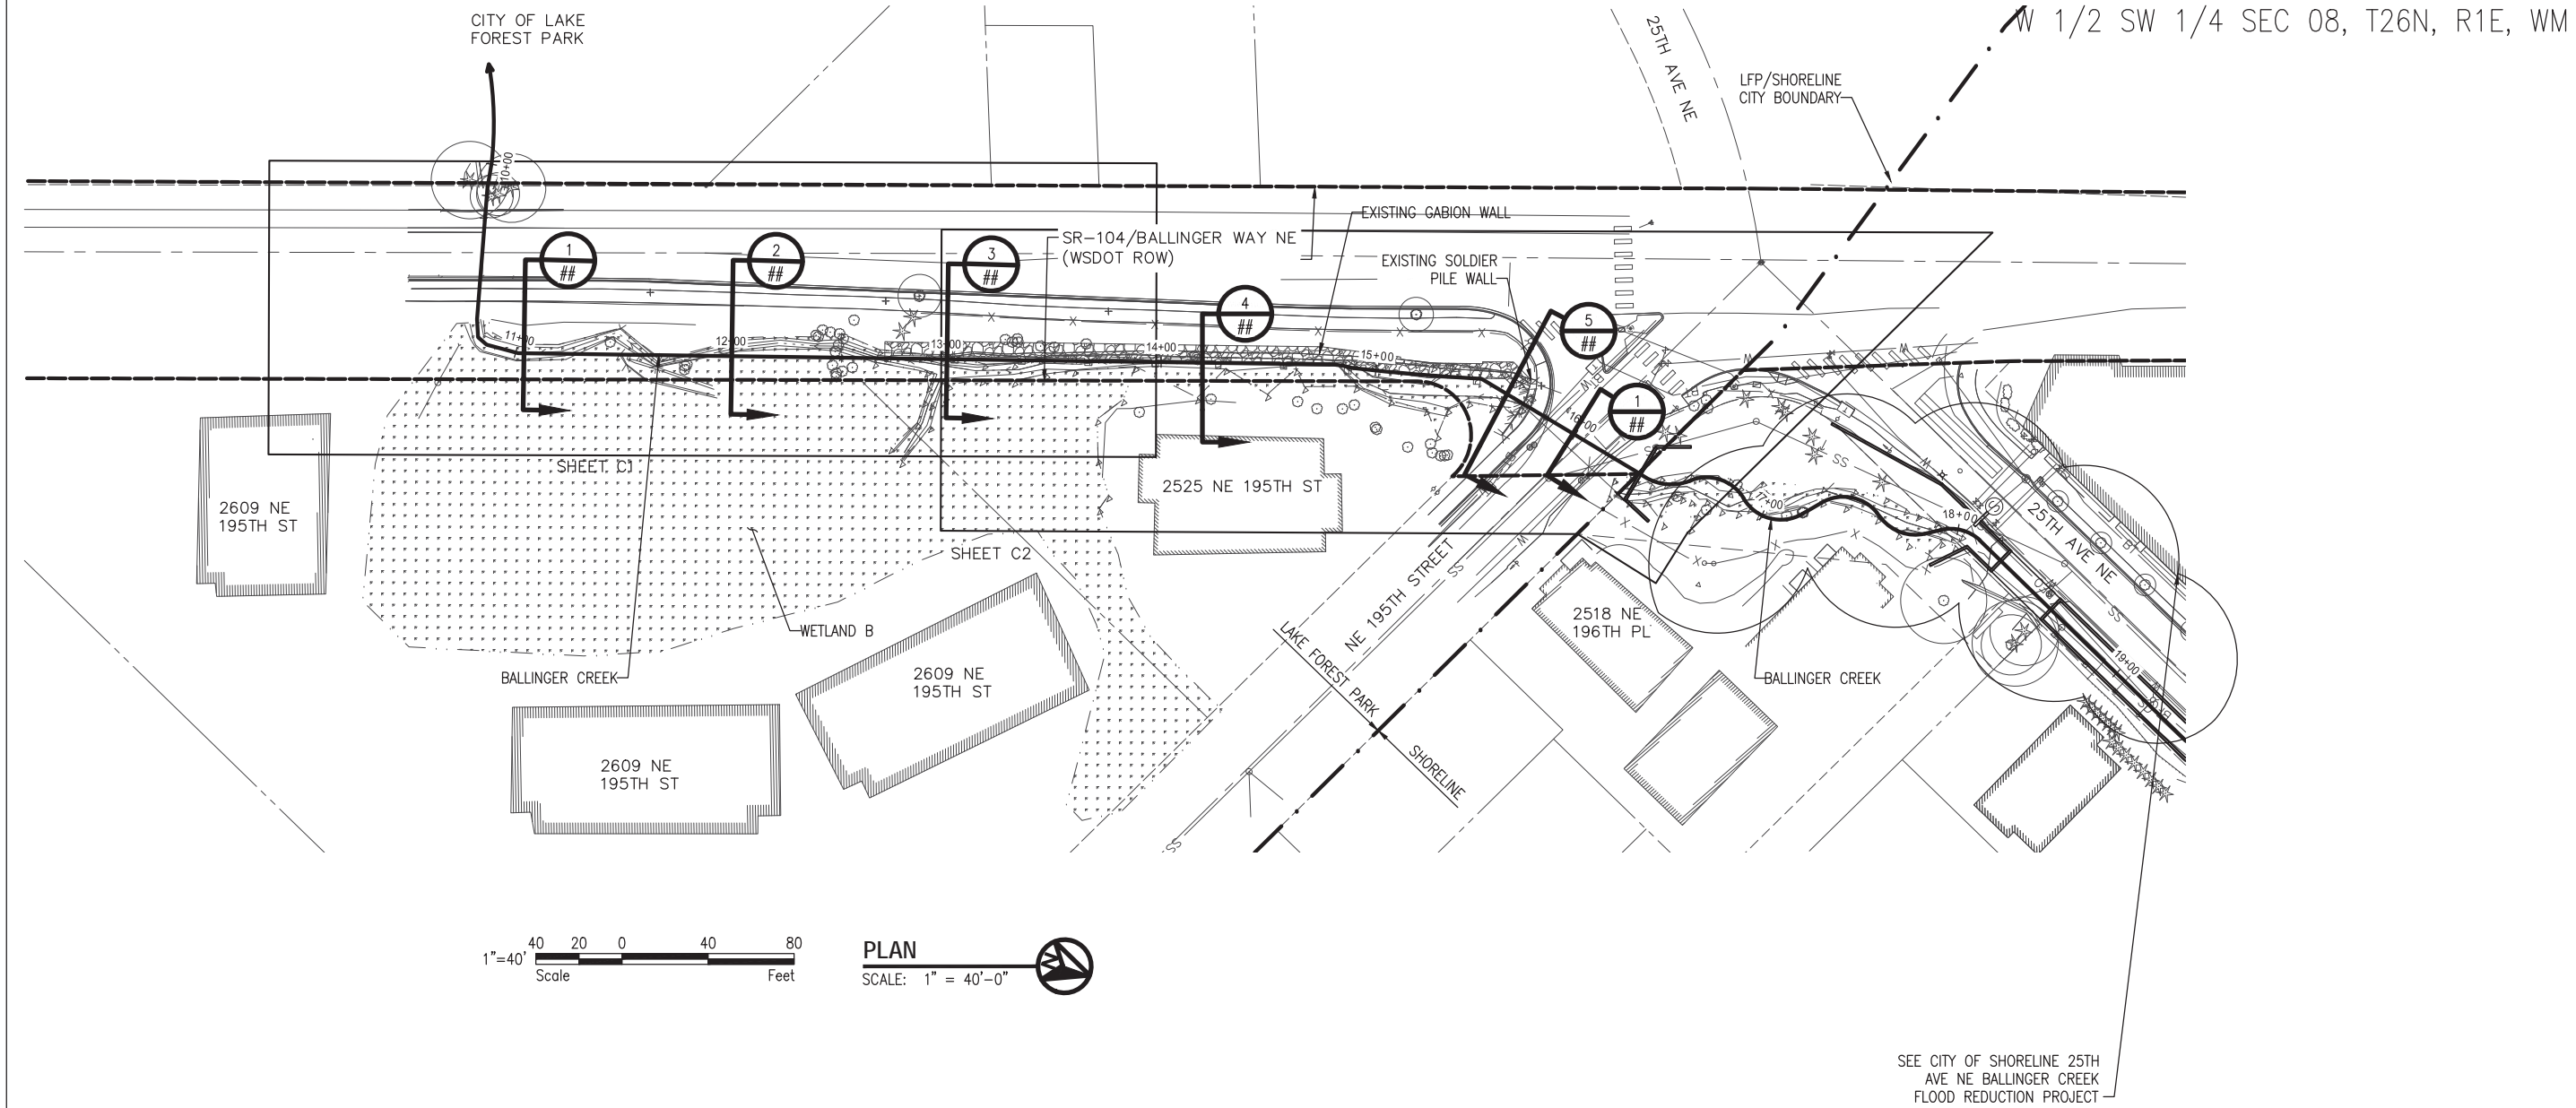 CITY OF LAKE
FOREST PARK
W 1/2 SW 1/4 SEC 08, T26N, R1E, WM
25TH AVE NE
LFP/SHORELINE
CITY BOUNDARY
10+00
EXISTING GABION WALL
SR-104/BALLINGER WAY NE
(WSDOT ROW)
EXISTING SOLDIER
PILE WALL
1
##
2
##
3
##
4
##
5
##
1
##
11+00
12+00
13+00
14+00
15+00
16+00
17+00
18+00
19+00
SHEET C1
SHEET C2
2609 NE
195TH ST
2525 NE 195TH ST
25TH AVE NE
NE 195TH STREET
SS
SS
SS
SS
WETLAND B
BALLINGER CREEK
2609 NE
195TH ST
2609 NE
195TH ST
2518 NE
196TH PL
LAKE FOREST PARK
SHORELINE
BALLINGER CREEK
1"=40'
40 20 0 40 80
Scale Feet
PLAN
SCALE: 1" = 40'-0"
N
SEE CITY OF SHORELINE 25TH
AVE NE BALLINGER CREEK
FLOOD REDUCTION PROJECT